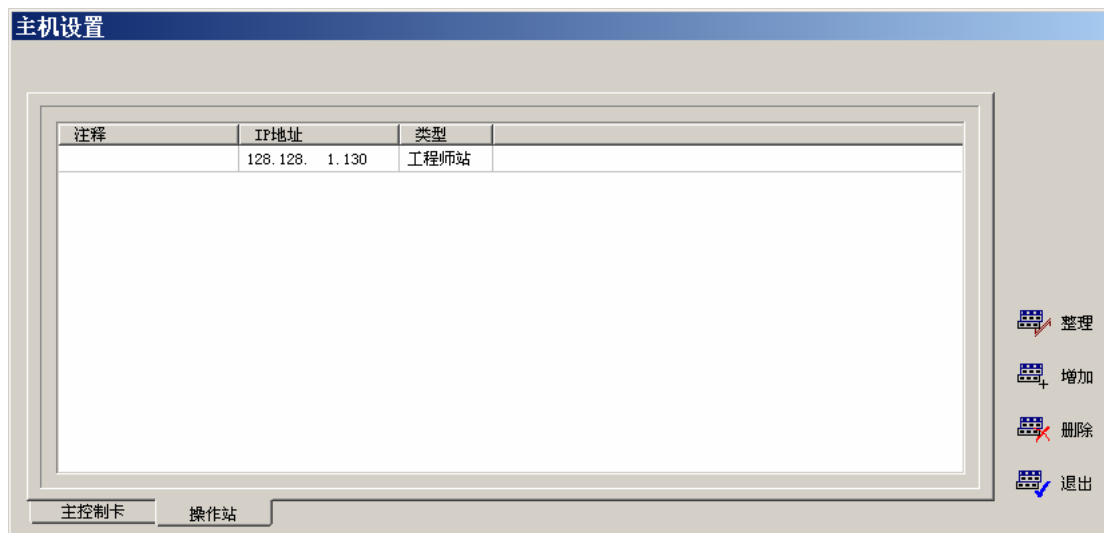 主机设置
注释 IP地址 类型
128.128. 1.130 工程师站
整理
增加
删除
退出
主控制卡 操作站